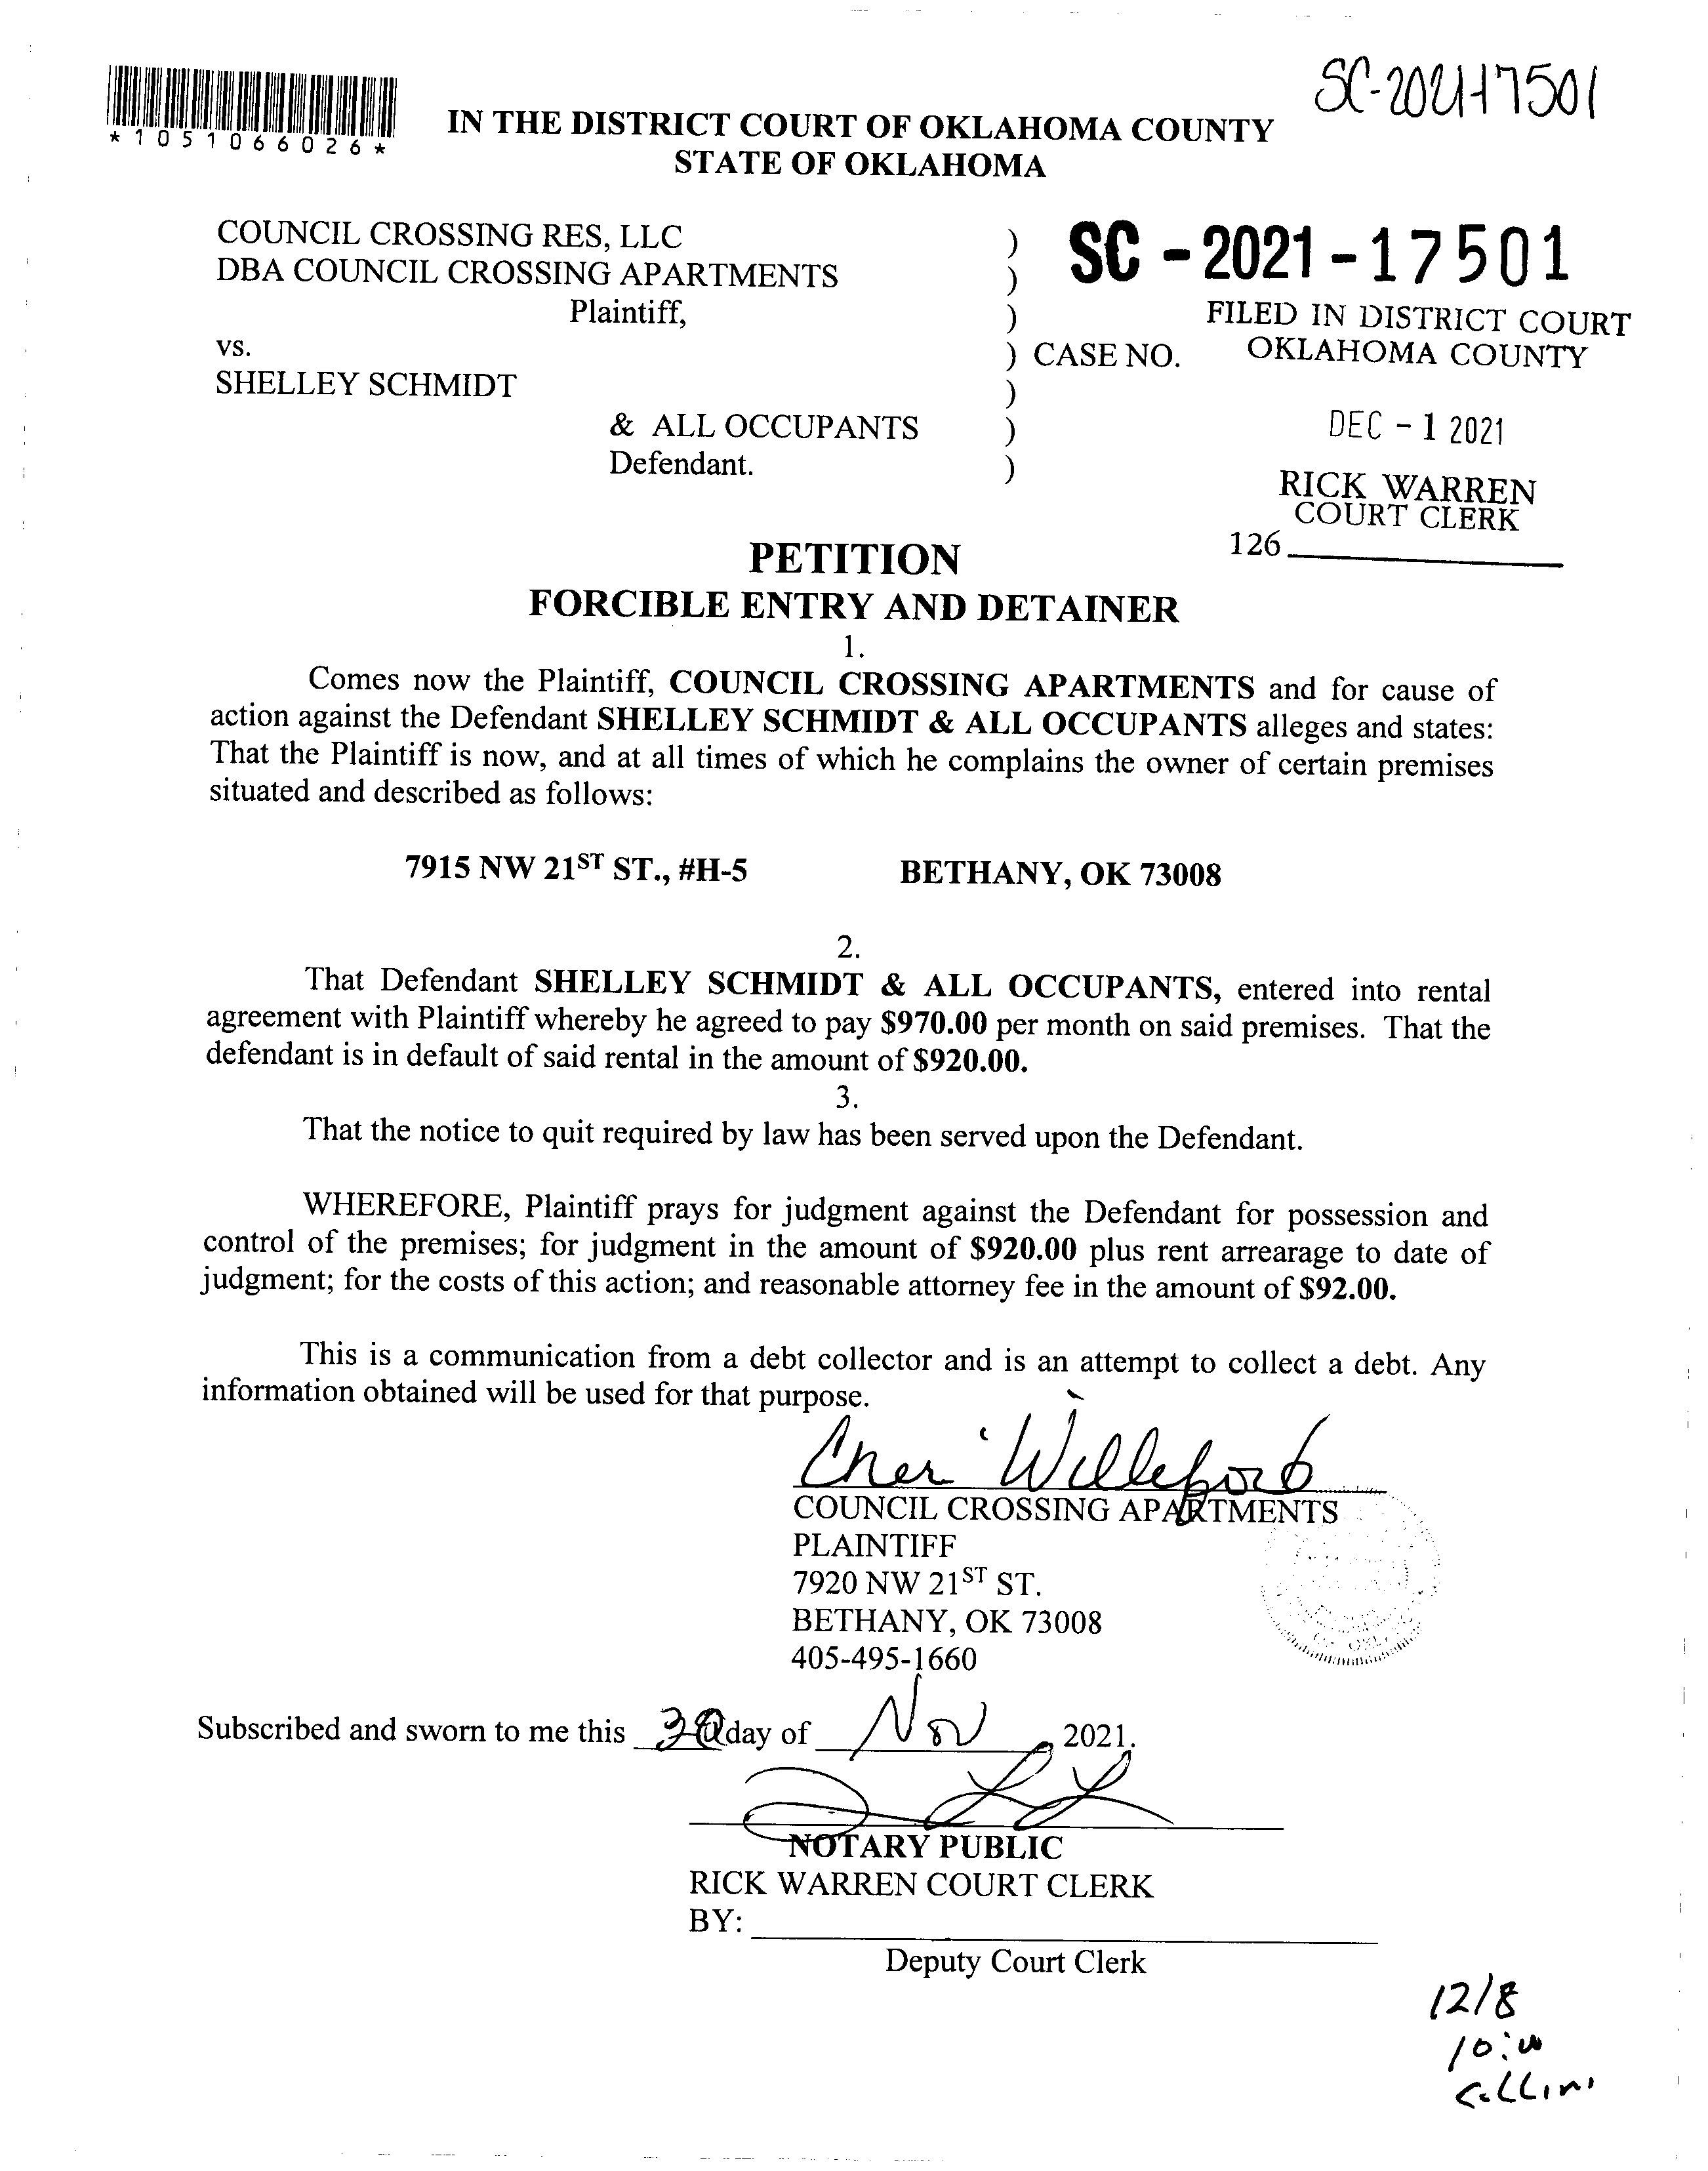 SC-2021-17501
*1051066026*
IN THE DISTRICT COURT OF OKLAHOMA COUNTY
STATE OF OKLAHOMA
COUNCIL CROSSING RES, LLC )
DBA COUNCIL CROSSING APARTMENTS )
Plaintiff, )
vs. ) CASE NO.
SHELLEY SCHMIDT )
& ALL OCCUPANTS )
Defendant. )
SC - 2021 - 17501
FILED IN DISTRICT COURT
OKLAHOMA COUNTY
DEC - 1 2021
RICK WARREN
COURT CLERK
126
PETITION
FORCIBLE ENTRY AND DETAINER
1.
Comes now the Plaintiff, COUNCIL CROSSING APARTMENTS and for cause of
action against the Defendant SHELLEY SCHMIDT & ALL OCCUPANTS alleges and states:
That the Plaintiff is now, and at all times of which he complains the owner of certain premises
situated and described as follows:
7915 NW 21ST ST., #H-5 BETHANY, OK 73008
2.
That Defendant SHELLEY SCHMIDT & ALL OCCUPANTS, entered into rental
agreement with Plaintiff whereby he agreed to pay $970.00 per month on said premises. That the
defendant is in default of said rental in the amount of $920.00.
3.
That the notice to quit required by law has been served upon the Defendant.
WHEREFORE, Plaintiff prays for judgment against the Defendant for possession and
control of the premises; for judgment in the amount of $920.00 plus rent arrearage to date of
judgment; for the costs of this action; and reasonable attorney fee in the amount of $92.00.
This is a communication from a debt collector and is an attempt to collect a debt. Any
information obtained will be used for that purpose.
Cher Willeford
COUNCIL CROSSING APARTMENTS
PLAINTIFF
7920 NW 21ST ST.
BETHANY, OK 73008
405-495-1660
Subscribed and sworn to me this 30 day of Nov, 2021.
NOTARY PUBLIC
RICK WARREN COURT CLERK
BY:
Deputy Court Clerk
12/8
10:00
Collins